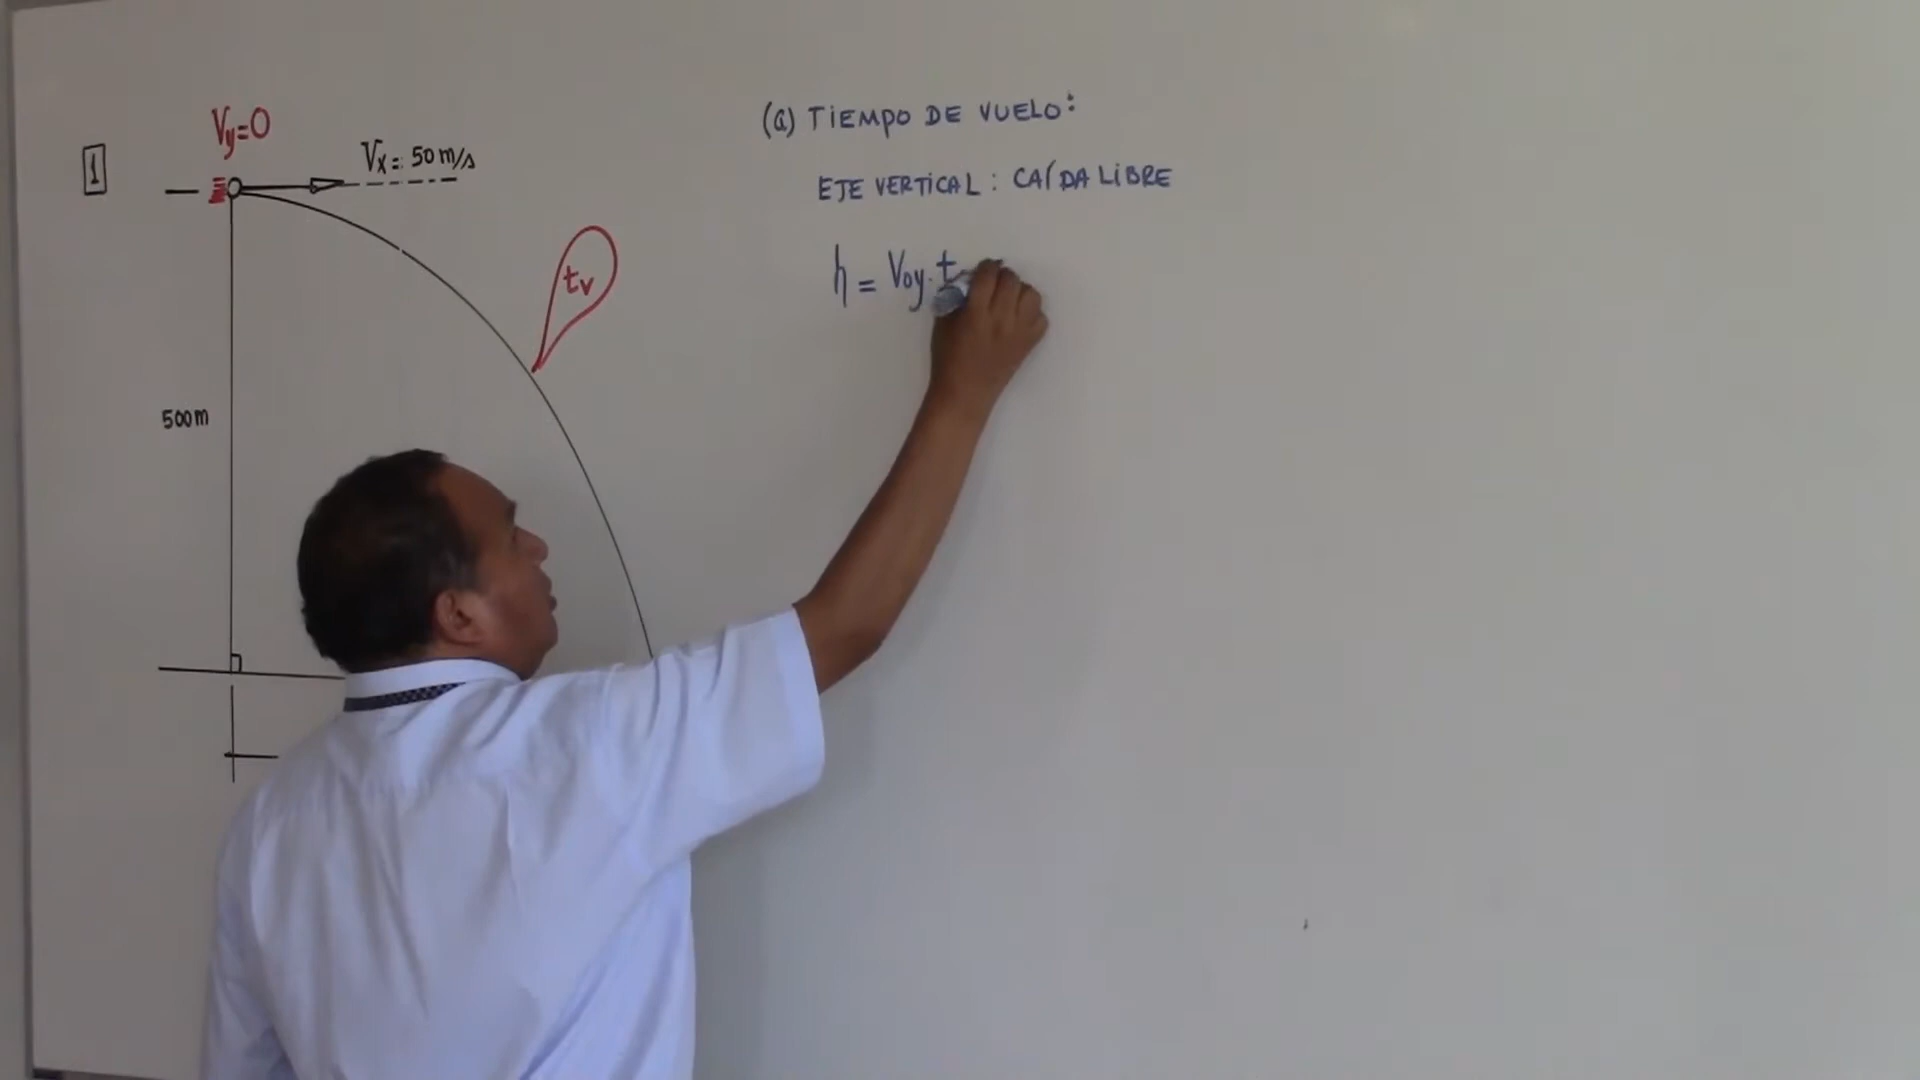 1
Vy=0
Vx = 50 m/s
tv
500m
(a) TIEMPO DE VUELO:
EJE VERTICAL: CAÍDA LIBRE
h = Voy. t